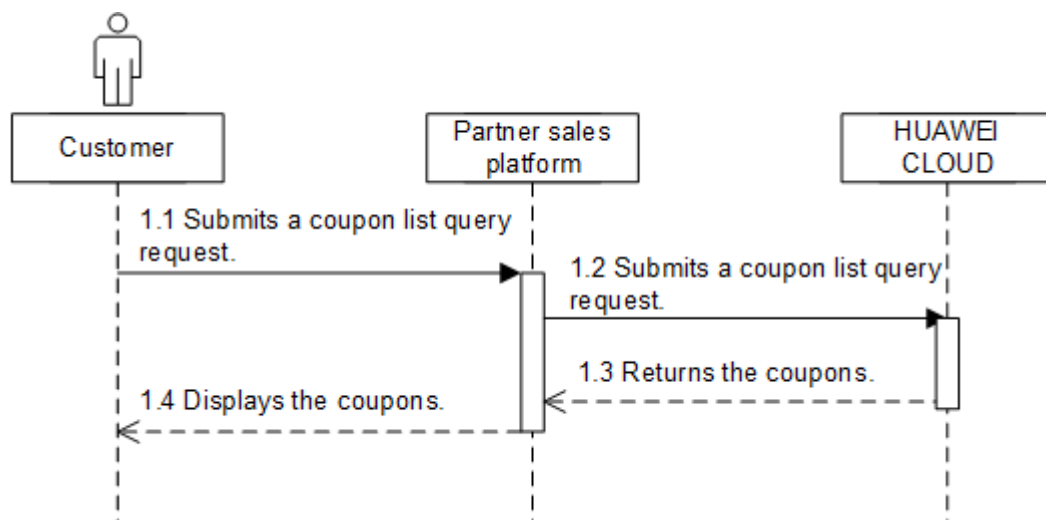 Customer
Partner sales
platform
HUAWEI
CLOUD
1.1 Submits a coupon list query
request.
1.2 Submits a coupon list query
request.
1.3 Returns the coupons.
1.4 Displays the coupons.